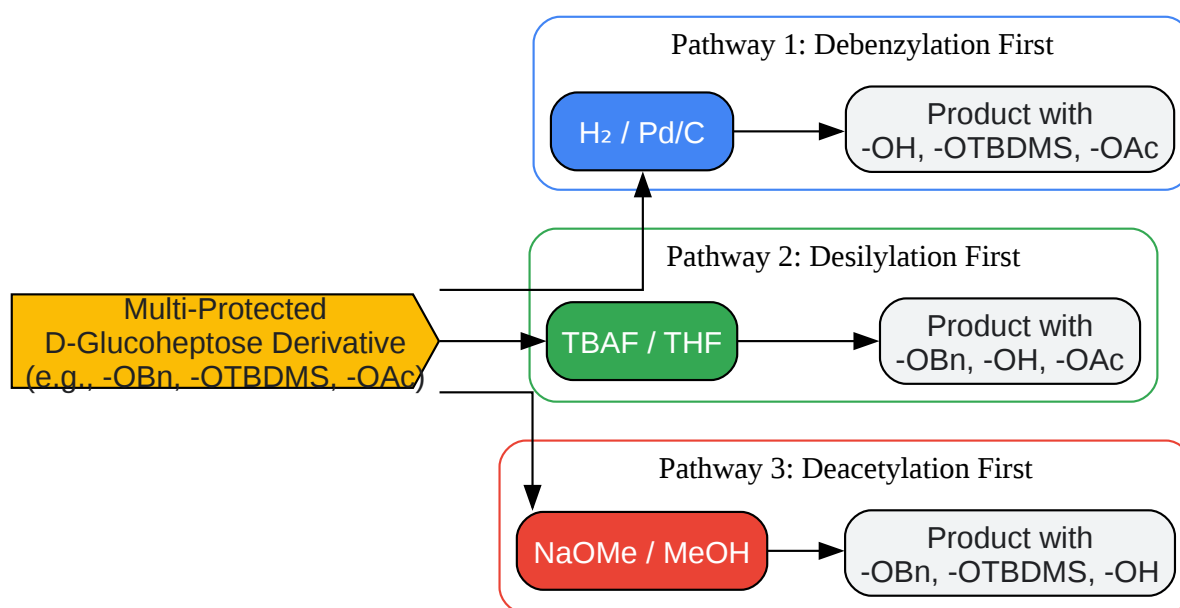 Pathway 1: Debenzylation First
H₂ / Pd/C
Product with
-OH, -OTBDMS, -OAc
Pathway 2: Desilylation First
Multi-Protected
D-Glucoheptose Derivative
(e.g., -OBn, -OTBDMS, -OAc)
TBAF / THF
Product with
-OBn, -OH, -OAc
Pathway 3: Deacetylation First
NaOMe / MeOH
Product with
-OBn, -OTBDMS, -OH